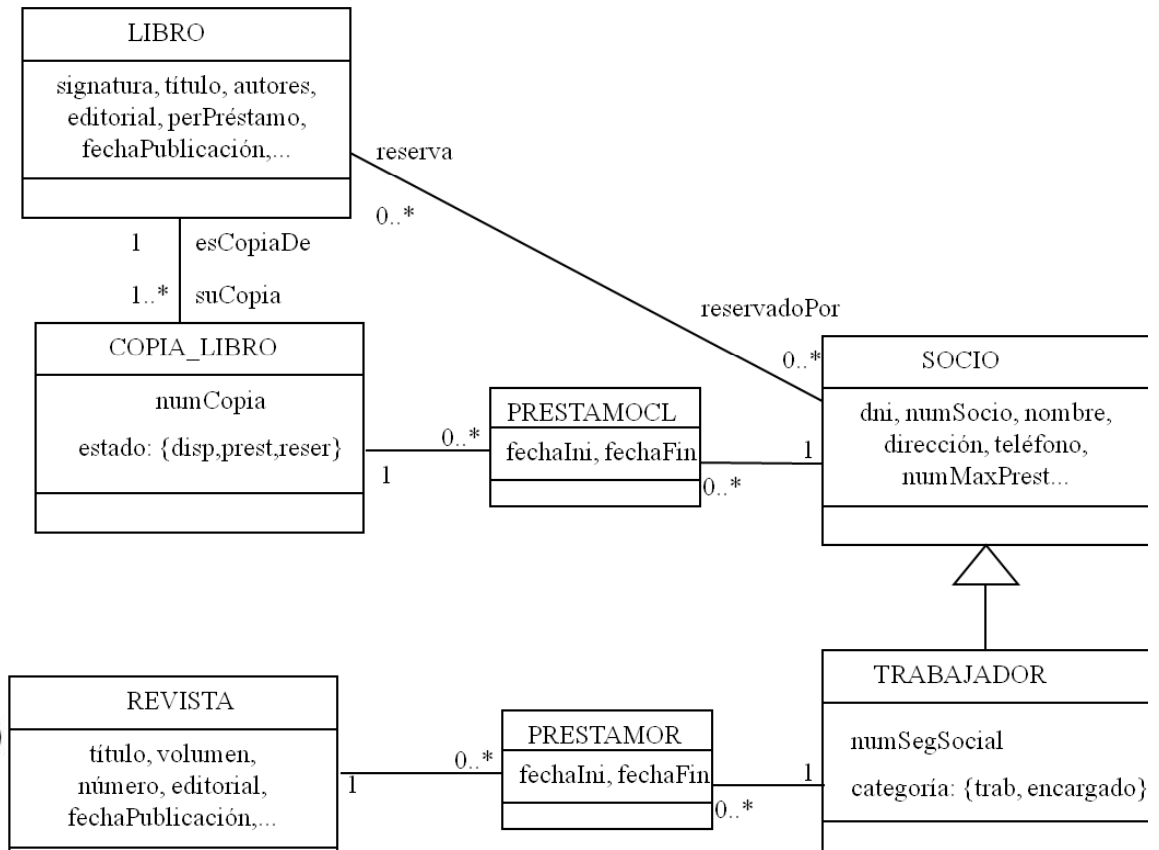 LIBRO
signatura, título, autores,
editorial, perPréstamo,
fechaPublicación,...
reserva
0..*
1
esCopiaDe
1..*
suCopia
reservadoPor
0..*
COPIA_LIBRO
numCopia
estado: {disp,prest,reser}
1
0..*
PRESTAMOCL
fechaIni, fechaFin
0..*
1
SOCIO
dni, numSocio, nombre,
dirección, teléfono,
numMaxPrest...
TRABAJADOR
numSegSocial
categoría: {trab, encargado}
REVISTA
título, volumen,
número, editorial,
fechaPublicación,...
1
0..*
PRESTAMOR
fechaIni, fechaFin
0..*
1